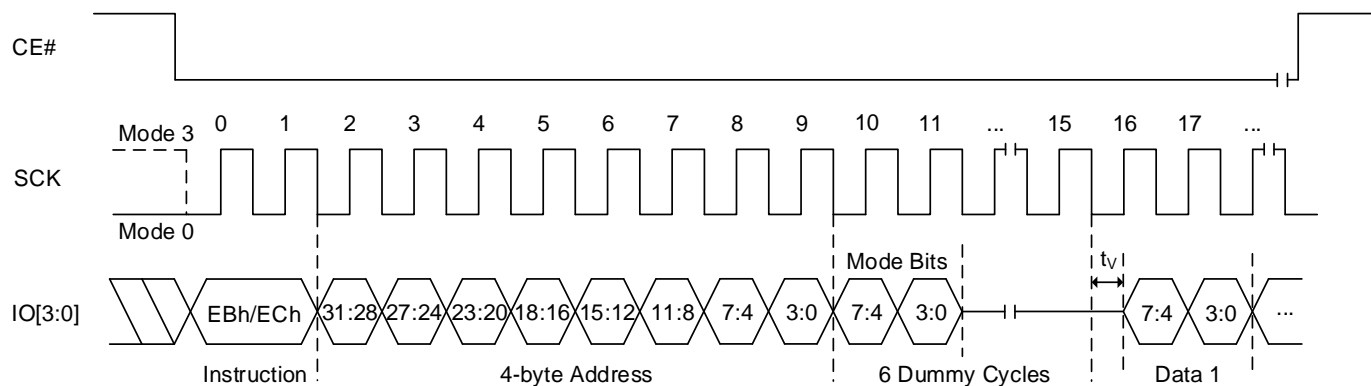 CE#
0 1 2 3 4 5 6 7 8 9 10 11 ... 15 16 17 ...
Mode 3
SCK
Mode 0
Mode Bits tV
IO[3:0] EBh/ECh 31:28 27:24 23:20 18:16 15:12 11:8 7:4 3:0 7:4 3:0 7:4 3:0 ...
Instruction 4-byte Address 6 Dummy Cycles Data 1